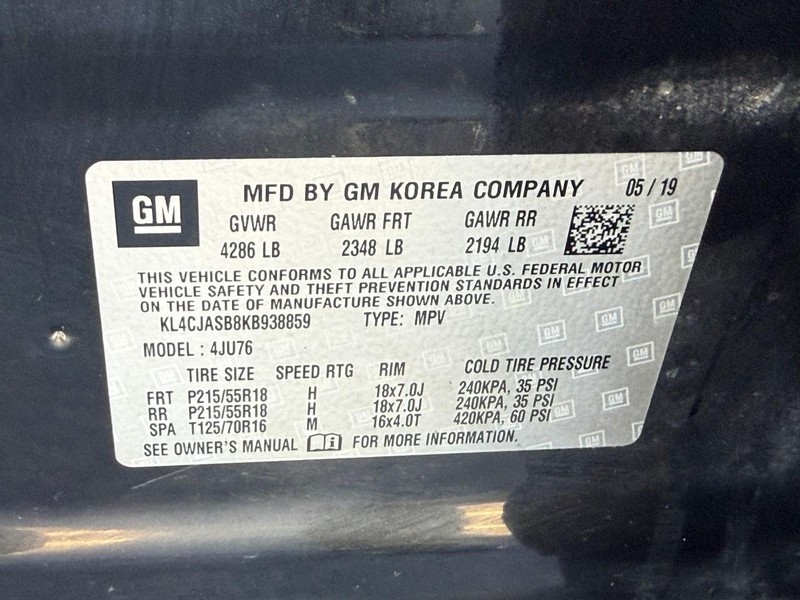 GM
MFD BY GM KOREA COMPANY 05 / 19
GVWR GAWR FRT GAWR RR
4286 LB 2348 LB 2194 LB
THIS VEHICLE CONFORMS TO ALL APPLICABLE U.S. FEDERAL MOTOR
VEHICLE SAFETY AND THEFT PREVENTION STANDARDS IN EFFECT
ON THE DATE OF MANUFACTURE SHOWN ABOVE.
KL4CJASB8KB938859 TYPE: MPV
MODEL : 4JU76
TIRE SIZE SPEED RTG RIM COLD TIRE PRESSURE
FRT P215/55R18 H 18x7.0J 240KPA, 35 PSI
RR P215/55R18 H 18x7.0J 240KPA, 35 PSI
SPA T125/70R16 M 16x4.0T 420KPA, 60 PSI
SEE OWNER'S MANUAL FOR MORE INFORMATION.